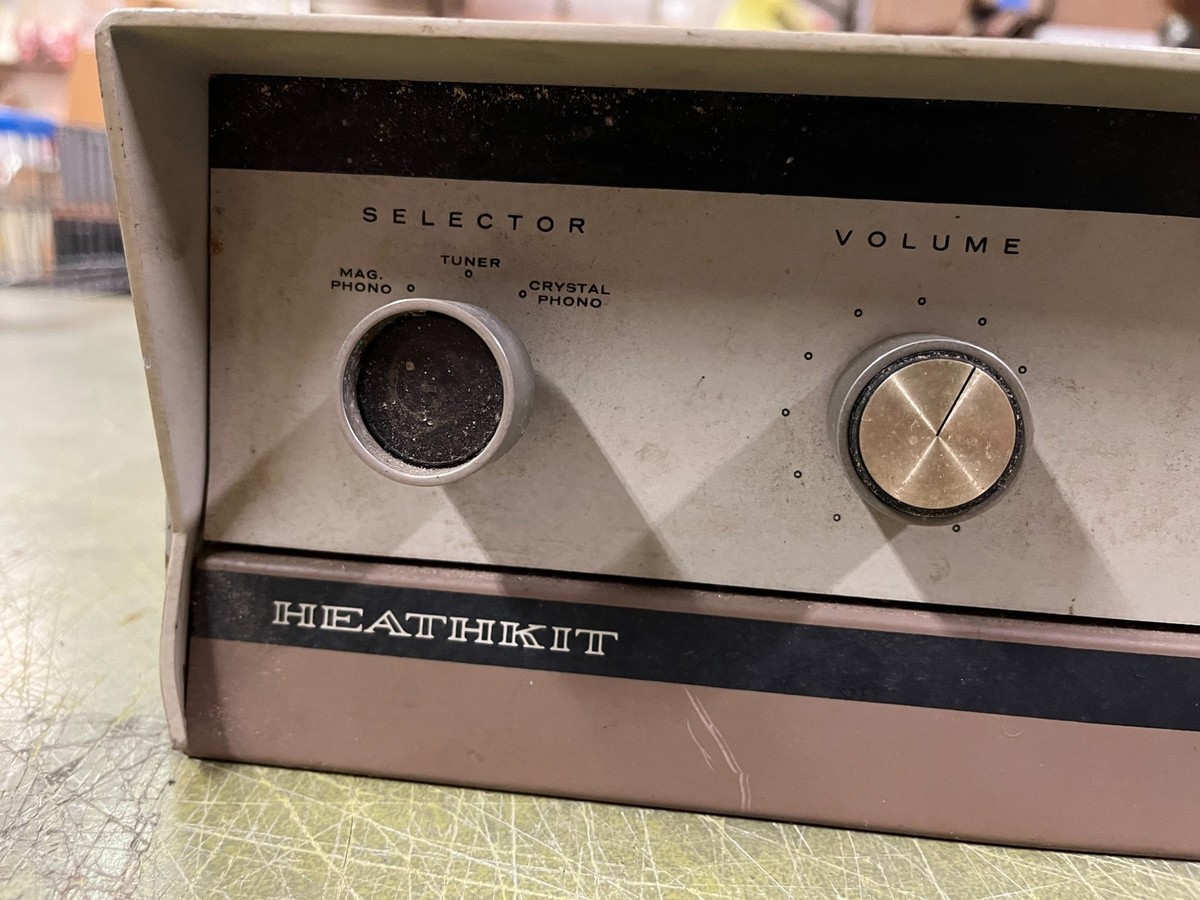 SELECTOR
MAG.
PHONO
TUNER
CRYSTAL
PHONO
VOLUME
HEATHKIT